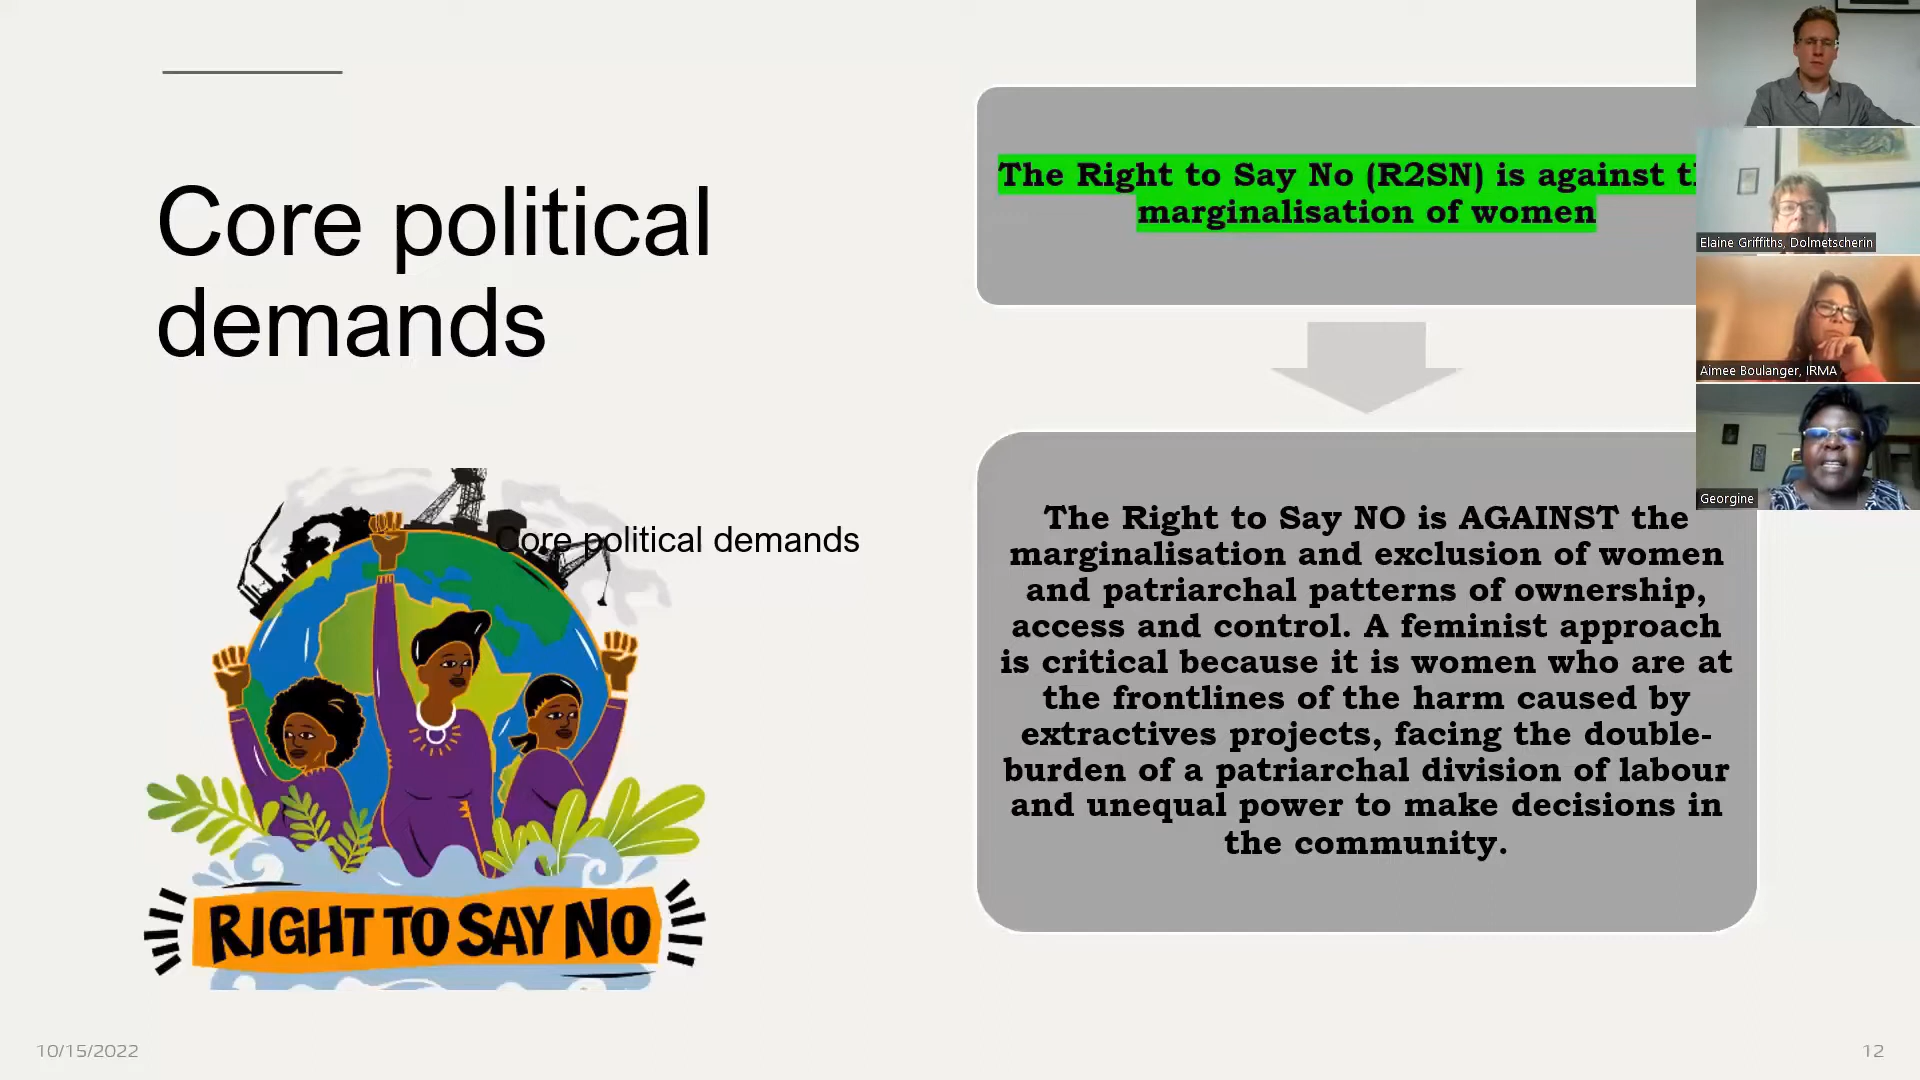 Core political
demands
Core political demands
RIGHT TO SAY NO
The Right to Say No (R2SN) is against
marginalisation of women
The Right to Say NO is AGAINST the
marginalisation and exclusion of women
and patriarchal patterns of ownership,
access and control. A feminist approach
is critical because it is women who are at
the frontlines of the harm caused by
extractives projects, facing the double-
burden of a patriarchal division of labour
and unequal power to make decisions in
the community.
Elaine Griffiths, Dolmetscherin
Aimee Boulanger, IRMA
Georgine
10/15/2022
12